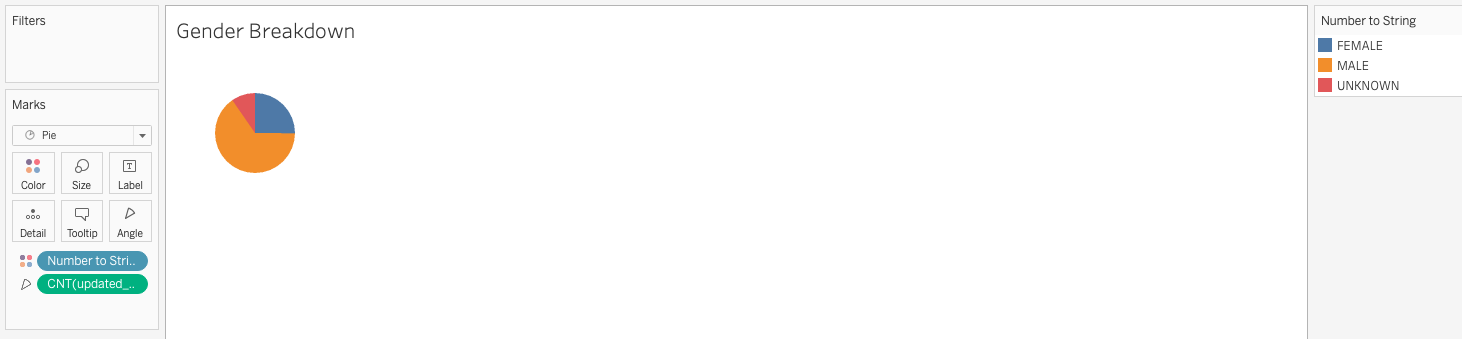 Filters
Marks
Pie
Color Size Label
T
Detail Tooltip Angle
Number to Stri..
CNT(updated_..
Gender Breakdown
Number to String
FEMALE
MALE
UNKNOWN